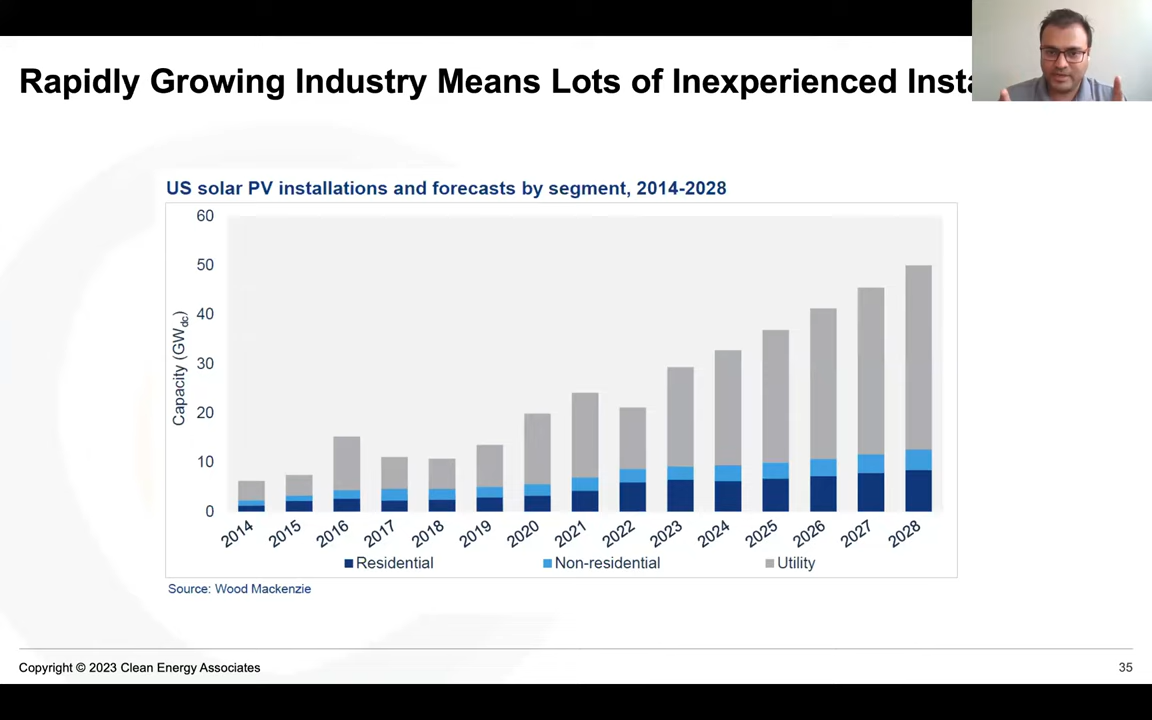 Rapidly Growing Industry Means Lots of Inexperienced
US solar PV installations and forecasts by segment, 2014-2028
60
50
40
30
20
10
0
Capacity (GWdc)
2014 2015 2016 2017 2018 2019 2020 2021 2022 2023 2024 2025 2026 2027 2028
Residential Non-residential Utility
Source: Wood Mackenzie
Copyright © 2023 Clean Energy Associates
35